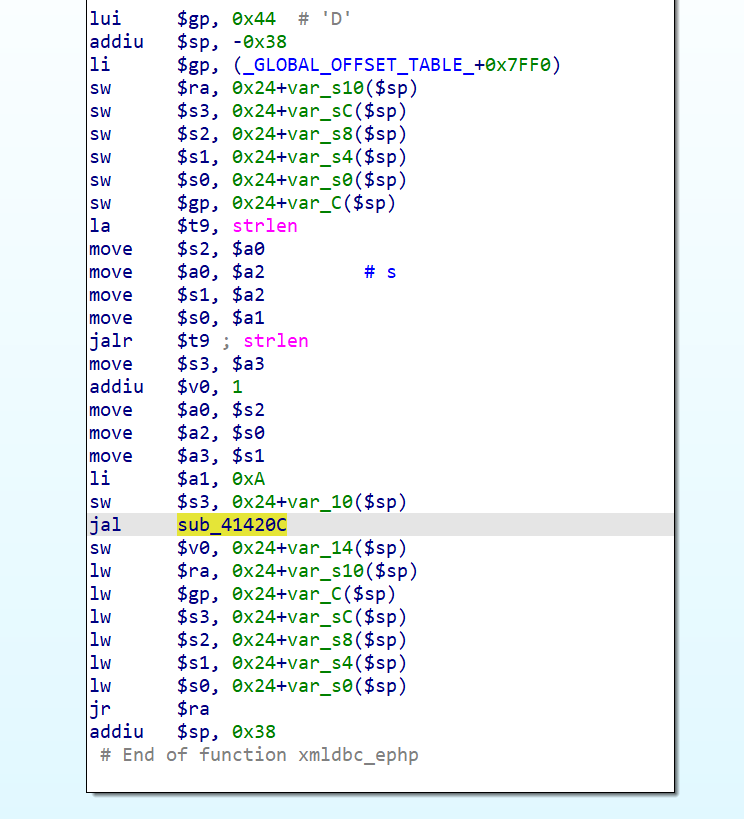 lui $gp, 0x44 # 'D'
addiu $sp, -0x38
li $gp, (_GLOBAL_OFFSET_TABLE_+0x7FF0)
sw $ra, 0x24+var_s10($sp)
sw $s3, 0x24+var_sC($sp)
sw $s2, 0x24+var_s8($sp)
sw $s1, 0x24+var_s4($sp)
sw $s0, 0x24+var_s0($sp)
sw $gp, 0x24+var_C($sp)
la $t9, strlen
move $s2, $a0
move $a0, $a2 # s
move $s1, $a2
move $s0, $a1
jalr $t9 ; strlen
move $s3, $a3
addiu $v0, 1
move $a0, $s2
move $a2, $s0
move $a3, $s1
li $a1, 0xA
sw $s3, 0x24+var_10($sp)
jal sub_41420C
sw $v0, 0x24+var_14($sp)
lw $ra, 0x24+var_s10($sp)
lw $gp, 0x24+var_C($sp)
lw $s3, 0x24+var_sC($sp)
lw $s2, 0x24+var_s8($sp)
lw $s1, 0x24+var_s4($sp)
lw $s0, 0x24+var_s0($sp)
jr $ra
addiu $sp, 0x38
# End of function xmldbc_ephp